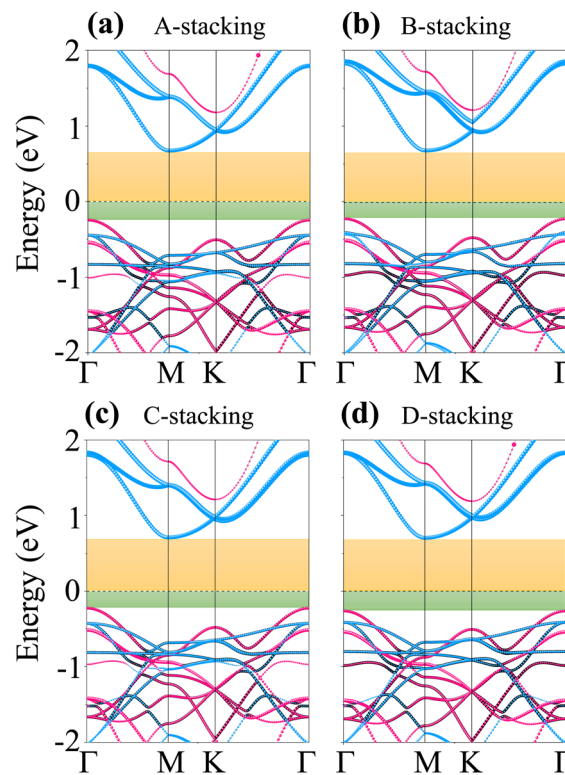 (a) A-stacking
(b) B-stacking
Energy (eV)
2
1
0
-1
-2
Γ M K Γ
Γ M K Γ
(c) C-stacking
(d) D-stacking
Energy (eV)
2
1
0
-1
-2
Γ M K Γ
Γ M K Γ